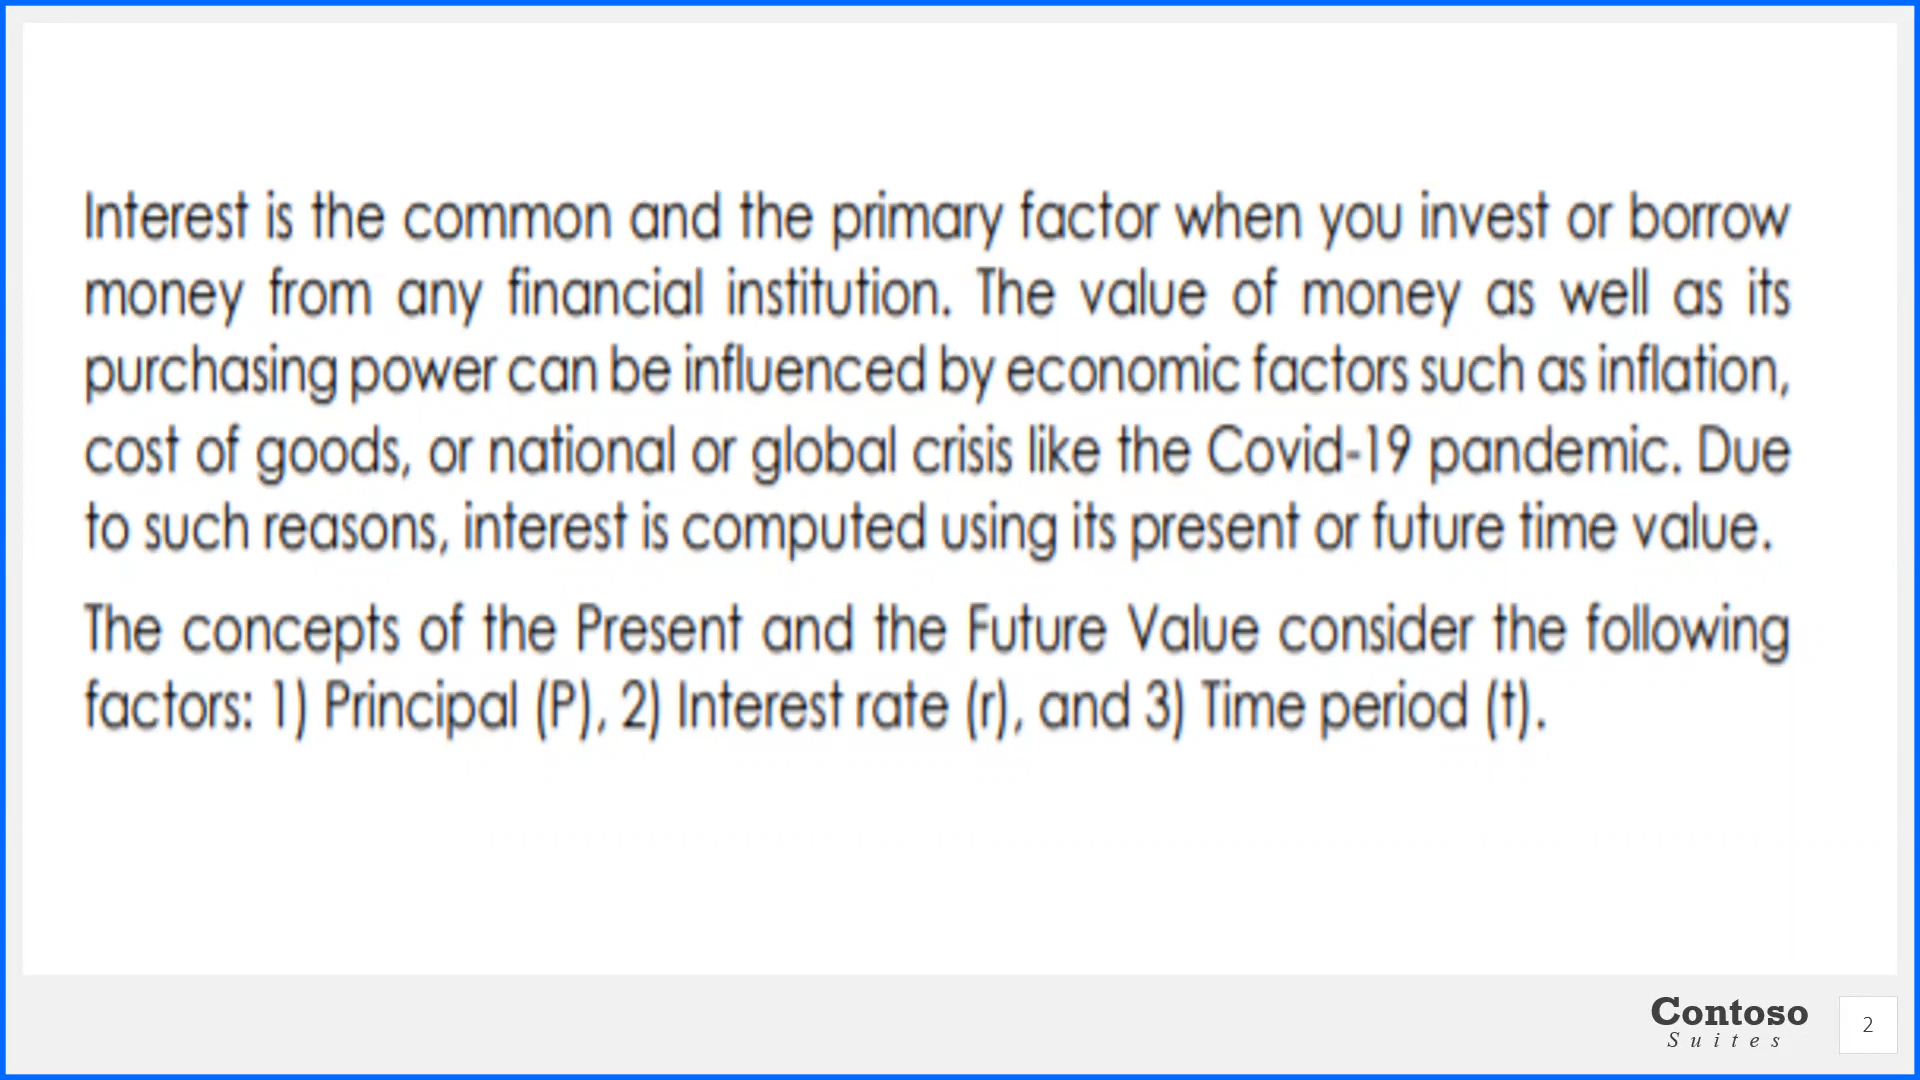 Interest is the common and the primary factor when you invest or borrow
money from any financial institution. The value of money as well as its
purchasing power can be influenced by economic factors such as inflation,
cost of goods, or national or global crisis like the Covid-19 pandemic. Due
to such reasons, interest is computed using its present or future time value.
The concepts of the Present and the Future Value consider the following
factors: 1) Principal (P), 2) Interest rate (r), and 3) Time period (t).
Contoso
Suites
2